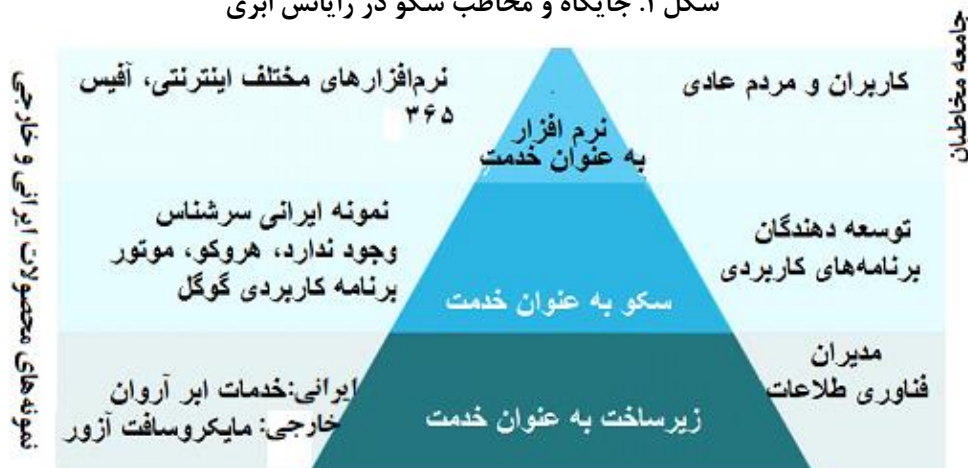 شکل ۱. جایگاه و مخاطب سکو در رایانش ابری
جامعه مخاطبان
کاربران و مردم عادی
نرم افزار
به عنوان خدمت
نرم‌افزارهای مختلف اینترنتی، آفیس
۳۶۵
توسعه دهندگان
برنامه‌های کاربردی
سکو به عنوان خدمت
نمونه ایرانی سرشناس
وجود ندارد، هروکو، موتور
برنامه کاربردی گوگل
مدیران
فناوری طلاعات
زیرساخت به عنوان خدمت
ایرانی:خدمات ابر آروان
خارجی: مایکروسافت آزور
نمونه‌های محصولات ایرانی و خارجی